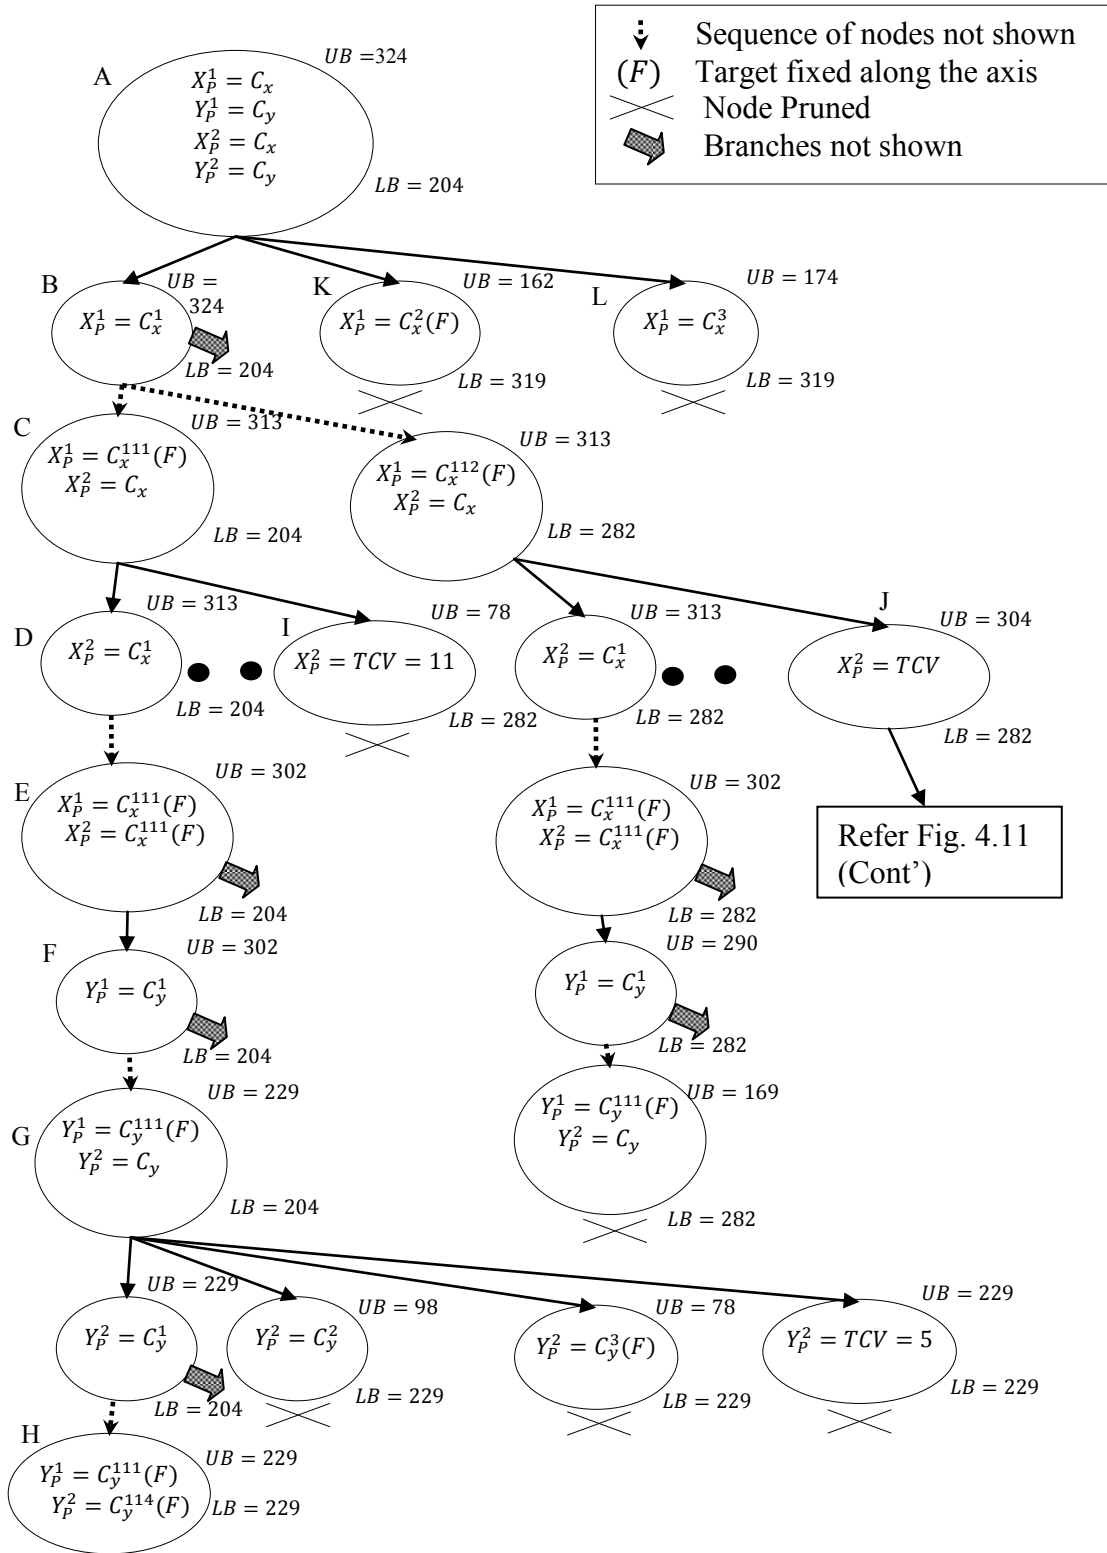 Sequence of nodes not shown
(F) Target fixed along the axis
Node Pruned
Branches not shown
A
UB =324
X_P^1 = C_x
Y_P^1 = C_y
X_P^2 = C_x
Y_P^2 = C_y
LB = 204
B
UB =
324
X_P^1 = C_x^1
LB = 204
K
UB = 162
X_P^1 = C_x^2(F)
LB = 319
L
UB = 174
X_P^1 = C_x^3
LB = 319
C
UB = 313
X_P^1 = C_x^111(F)
X_P^2 = C_x
LB = 204
UB = 313
X_P^1 = C_x^112(F)
X_P^2 = C_x
LB = 282
D
UB = 313
X_P^2 = C_x^1
LB = 204
I
UB = 78
X_P^2 = TCV = 11
LB = 282
UB = 313
X_P^2 = C_x^1
LB = 282
J
UB = 304
X_P^2 = TCV
LB = 282
E
UB = 302
X_P^1 = C_x^111(F)
X_P^2 = C_x^111(F)
LB = 204
UB = 302
X_P^1 = C_x^111(F)
X_P^2 = C_x^111(F)
LB = 282
Refer Fig. 4.11
(Cont')
F
UB = 302
Y_P^1 = C_y^1
LB = 204
UB = 290
Y_P^1 = C_y^1
LB = 282
G
UB = 229
Y_P^1 = C_y^111(F)
Y_P^2 = C_y
LB = 204
UB = 169
Y_P^1 = C_y^111(F)
Y_P^2 = C_y
LB = 282
UB = 229
Y_P^2 = C_y^1
LB = 204
UB = 98
Y_P^2 = C_y^2
LB = 229
UB = 78
Y_P^2 = C_y^3(F)
LB = 229
UB = 229
Y_P^2 = TCV = 5
LB = 229
H
UB = 229
Y_P^1 = C_y^111(F)
Y_P^2 = C_y^114(F)
LB = 229